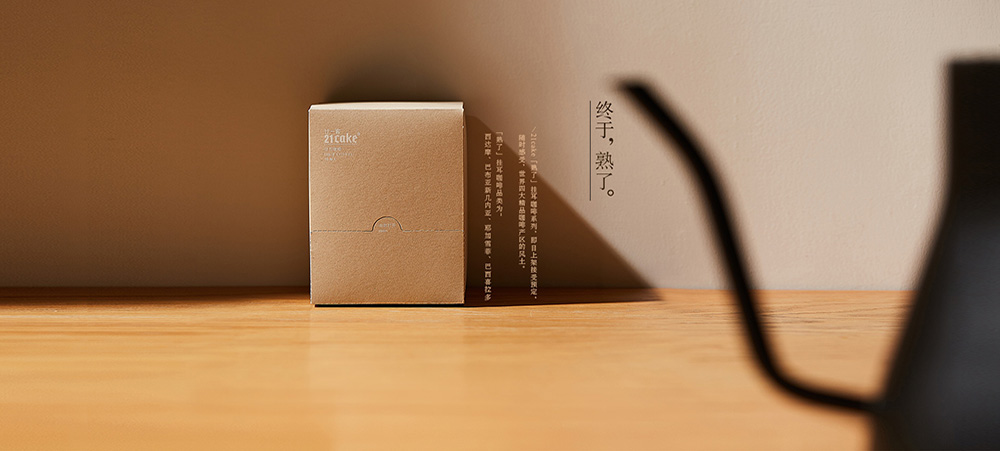 终于，熟了。
／21cake「熟了」挂耳咖啡系列，即日上架接受预定，
随时感受，世界四大精品咖啡产区的风土。
「熟了」挂耳咖啡品类为，
西达摩、巴布亚新几内亚、耶加雪菲、巴西喜拉多
廿一客
21cake